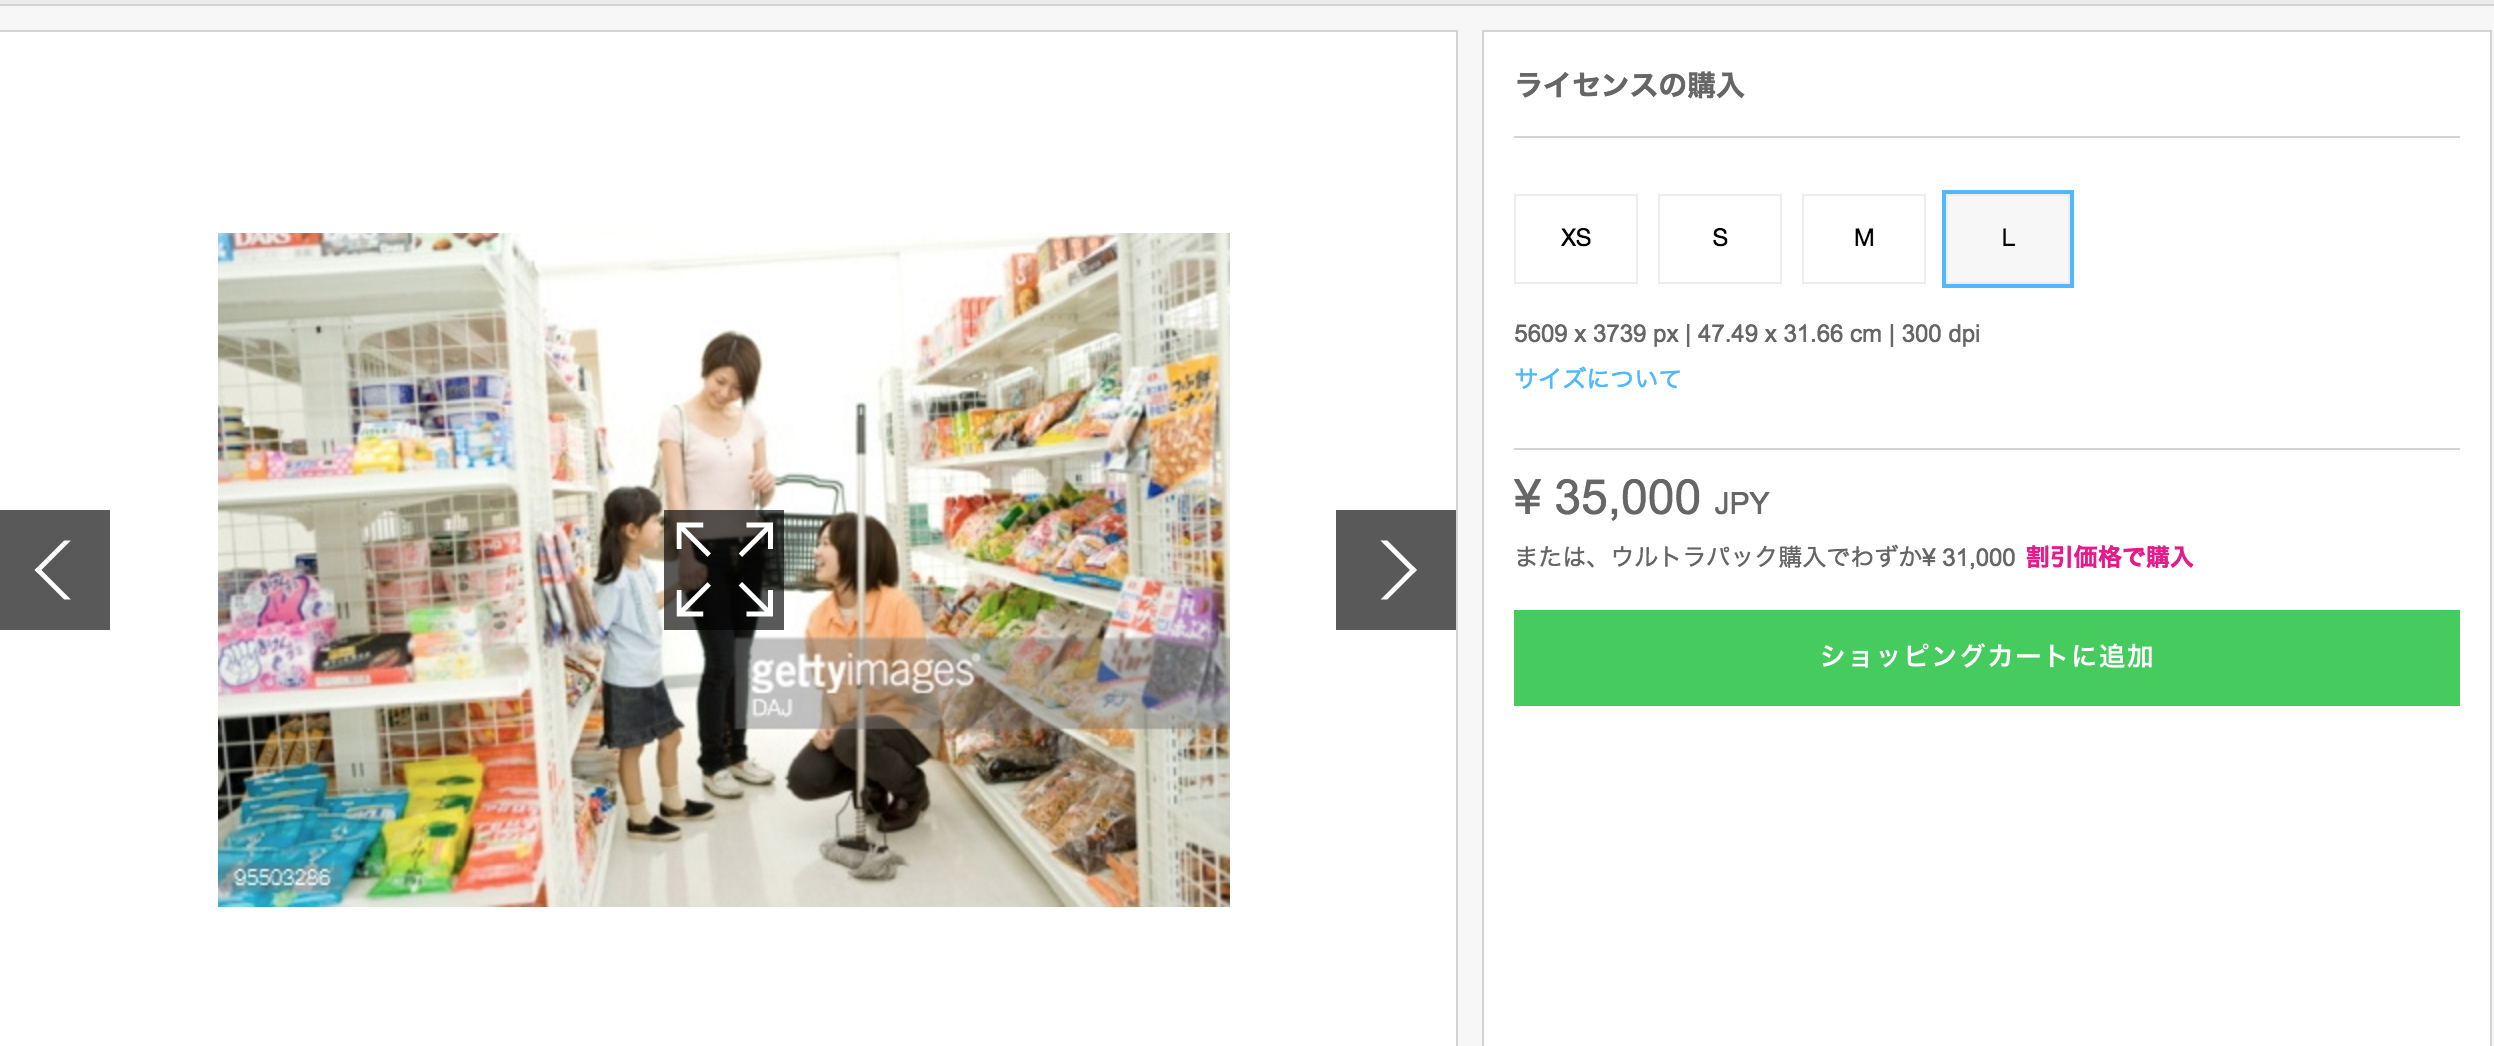 DARS
gettyimages®
DAJ
95503286
ライセンスの購入
XS
S
M
L
5609 x 3739 px | 47.49 x 31.66 cm | 300 dpi
サイズについて
¥ 35,000 JPY
または、ウルトラパック購入でわずか¥ 31,000 割引価格で購入
ショッピングカートに追加